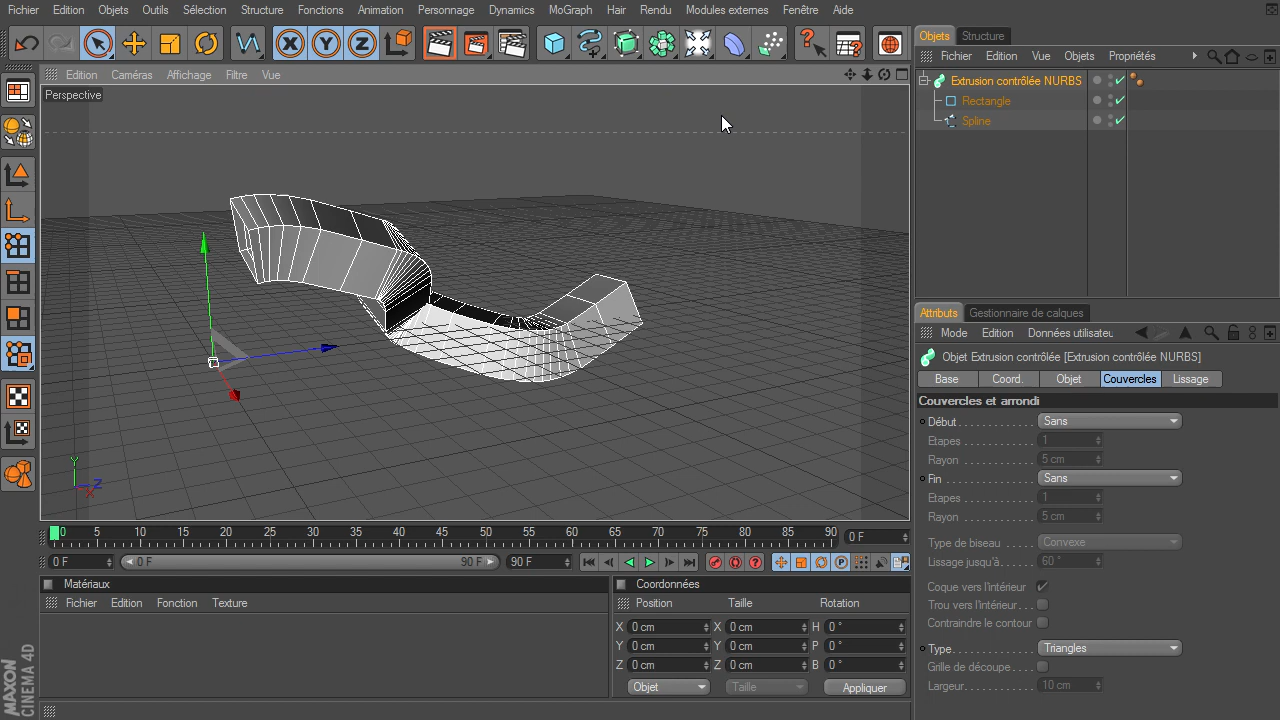 Fichier Edition Objets Outils Sélection Structure Fonctions Animation Personnage Dynamics MoGraph Hair Rendu Modules externes Fenêtre Aide
Edition Caméras Affichage Filtre Vue
Perspective
Objets Structure
Fichier Edition Vue Objets Propriétés
Extrusion contrôlée NURBS
Rectangle
Spline
Attributs Gestionnaire de calques
Mode Edition Données utilisateu
Objet Extrusion contrôlée [Extrusion contrôlée NURBS]
Base Coord. Objet Couvercles Lissage
Couvercles et arrondi
Début Sans
Etapes 1
Rayon 5 cm
Fin Sans
Etapes 1
Rayon 5 cm
Type de biseau Convexe
Lissage jusqu'à. 60 °
Coque vers l'intérieur
Trou vers l'intérieur
Contraindre le contour
Type Triangles
Grille de découpe
Largeur 10 cm
Y Z X
0 5 10 15 20 25 30 35 40 45 50 55 60 65 70 75 80 85 90 0 F
0 F 0 F 90 F 90 F
Matériaux
Fichier Edition Fonction Texture
Coordonnées
Position Taille Rotation
X 0 cm X 0 cm H 0 °
Y 0 cm Y 0 cm P 0 °
Z 0 cm Z 0 cm B 0 °
Objet Taille Appliquer
MAXON
CINEMA 4D